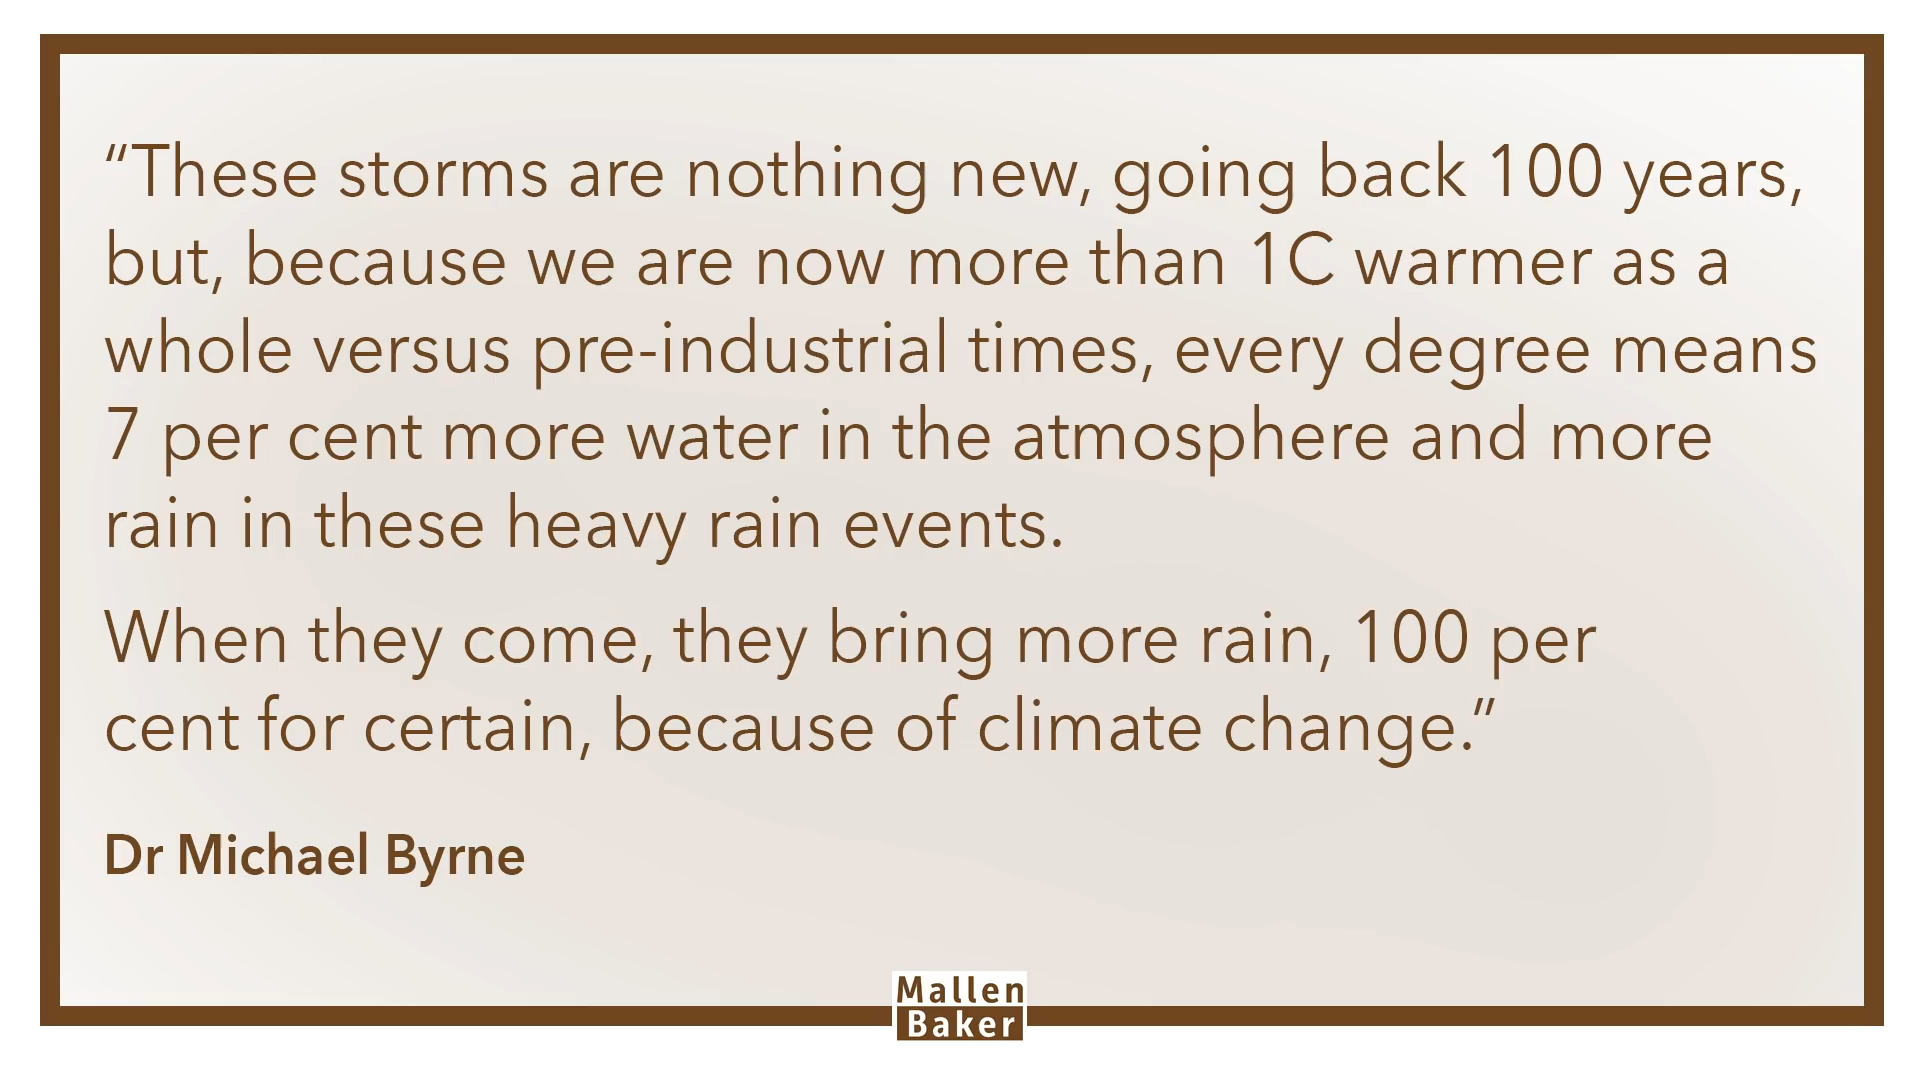 “These storms are nothing new, going back 100 years,
but, because we are now more than 1C warmer as a
whole versus pre-industrial times, every degree means
7 per cent more water in the atmosphere and more
rain in these heavy rain events.
When they come, they bring more rain, 100 per
cent for certain, because of climate change.”
Dr Michael Byrne
Mallen
Baker